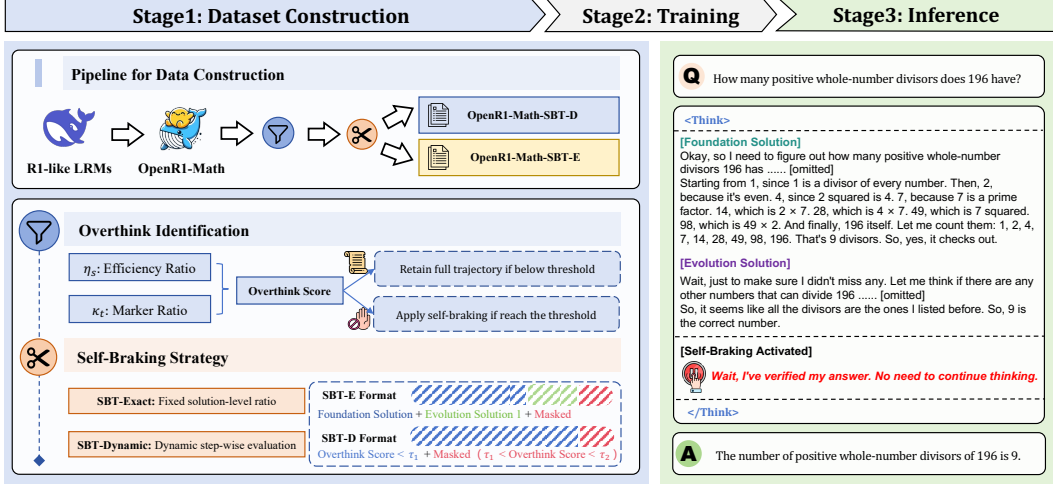 Stage1: Dataset Construction
Stage2: Training
Stage3: Inference
Pipeline for Data Construction
R1-like LRMs
OpenR1-Math
OpenR1-Math-SBT-D
OpenR1-Math-SBT-E
Overthink Identification
η_s: Efficiency Ratio
κ_t: Marker Ratio
Overthink Score
Retain full trajectory if below threshold
Apply self-braking if reach the threshold
Self-Braking Strategy
SBT-Exact: Fixed solution-level ratio
SBT-Dynamic: Dynamic step-wise evaluation
SBT-E Format
Foundation Solution + Evolution Solution 1 + Masked
SBT-D Format
Overthink Score < τ₁ + Masked ( τ₁ < Overthink Score < τ₂ )
Q How many positive whole-number divisors does 196 have?
<Think>
[Foundation Solution]
Okay, so I need to figure out how many positive whole-number
divisors 196 has ...... [omitted]
Starting from 1, since 1 is a divisor of every number. Then, 2,
because it's even. 4, since 2 squared is 4. 7, because 7 is a prime
factor. 14, which is 2 × 7. 28, which is 4 × 7. 49, which is 7 squared.
98, which is 49 × 2. And finally, 196 itself. Let me count them: 1, 2, 4,
7, 14, 28, 49, 98, 196. That's 9 divisors. So, yes, it checks out.
[Evolution Solution]
Wait, just to make sure I didn't miss any. Let me think if there are any
other numbers that can divide 196 ...... [omitted]
So, it seems like all the divisors are the ones I listed before. So, 9 is
the correct number.
[Self-Braking Activated]
Wait, I've verified my answer. No need to continue thinking.
</Think>
A The number of positive whole-number divisors of 196 is 9.